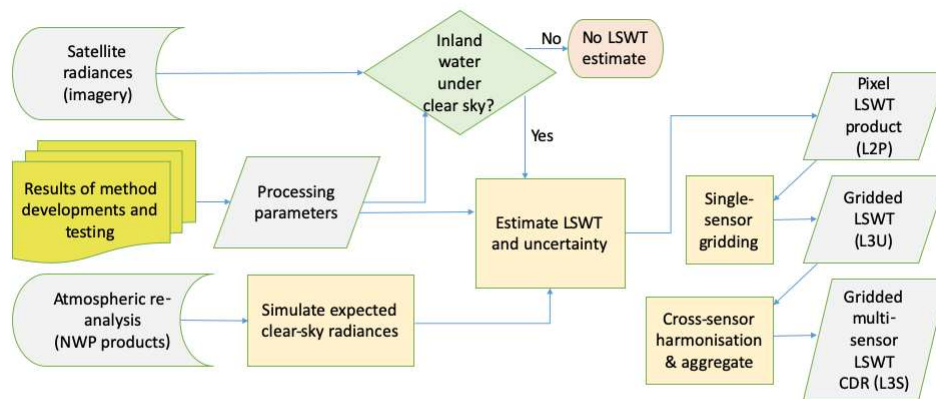 Satellite
radiances
(imagery)
Inland
water
under
clear sky?
No
No LSWT
estimate
Yes
Pixel
LSWT
product
(L2P)
Results of method
developments and
testing
Processing
parameters
Estimate LSWT
and uncertainty
Single-
sensor
gridding
Gridded
LSWT
(L3U)
Atmospheric re-
analysis
(NWP products)
Simulate expected
clear-sky radiances
Cross-sensor
harmonisation
& aggregate
Gridded
multi-
sensor
LSWT
CDR (L3S)